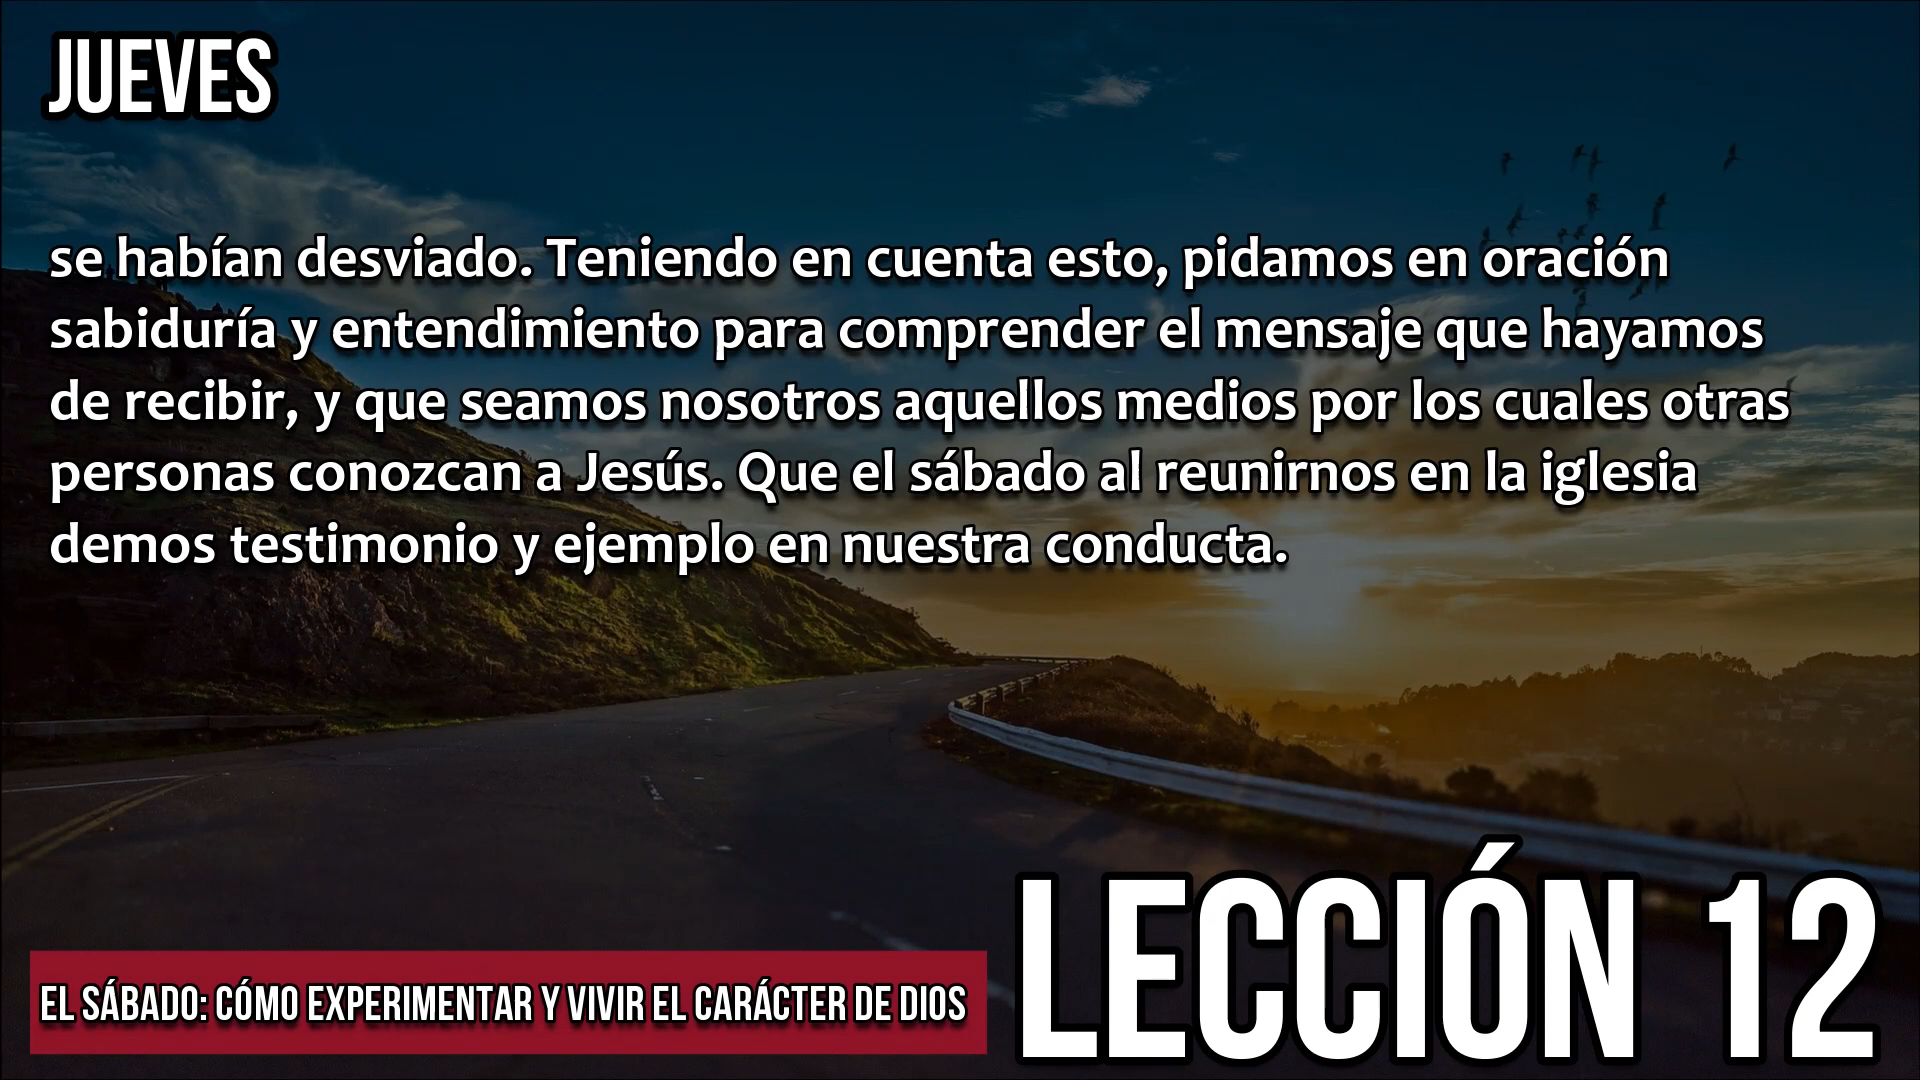 JUEVES
se habían desviado. Teniendo en cuenta esto, pidamos en oración
sabiduría y entendimiento para comprender el mensaje que hayamos
de recibir, y que seamos nosotros aquellos medios por los cuales otras
personas conozcan a Jesús. Que el sábado al reunirnos en la iglesia
demos testimonio y ejemplo en nuestra conducta.
EL SÁBADO: CÓMO EXPERIMENTAR Y VIVIR EL CARÁCTER DE DIOS
LECCIÓN 12